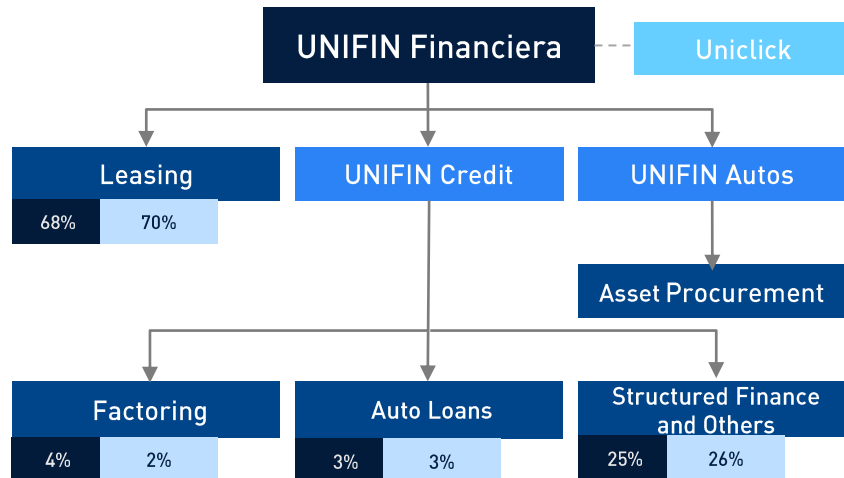 UNIFIN Financiera
Uniclick
Leasing
UNIFIN Credit
UNIFIN Autos
68%
70%
Asset Procurement
Factoring
Auto Loans
Structured Finance
and Others
4%
2%
3%
3%
25%
26%